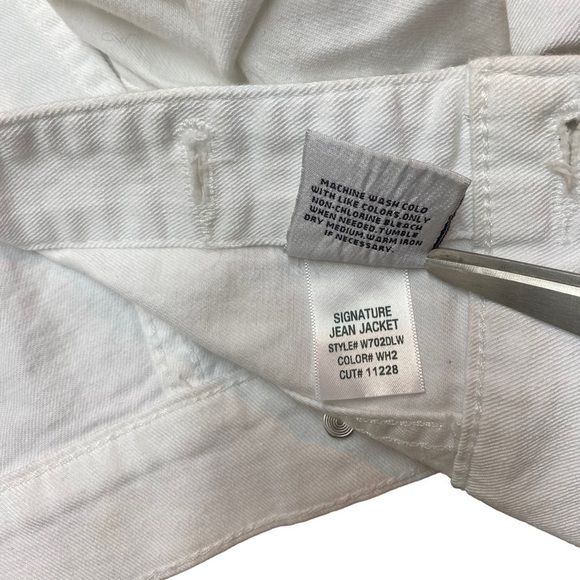 MACHINE WASH COLD
WITH LIKE COLORS.ONLY
NON-CHLORINE BLEACH
WHEN NEEDED.TUMBLE
DRY MEDIUM.WARM IRON
IF NECESSARY.
SIGNATURE
JEAN JACKET
STYLE# W702DLW
COLOR# WH2
CUT# 11228